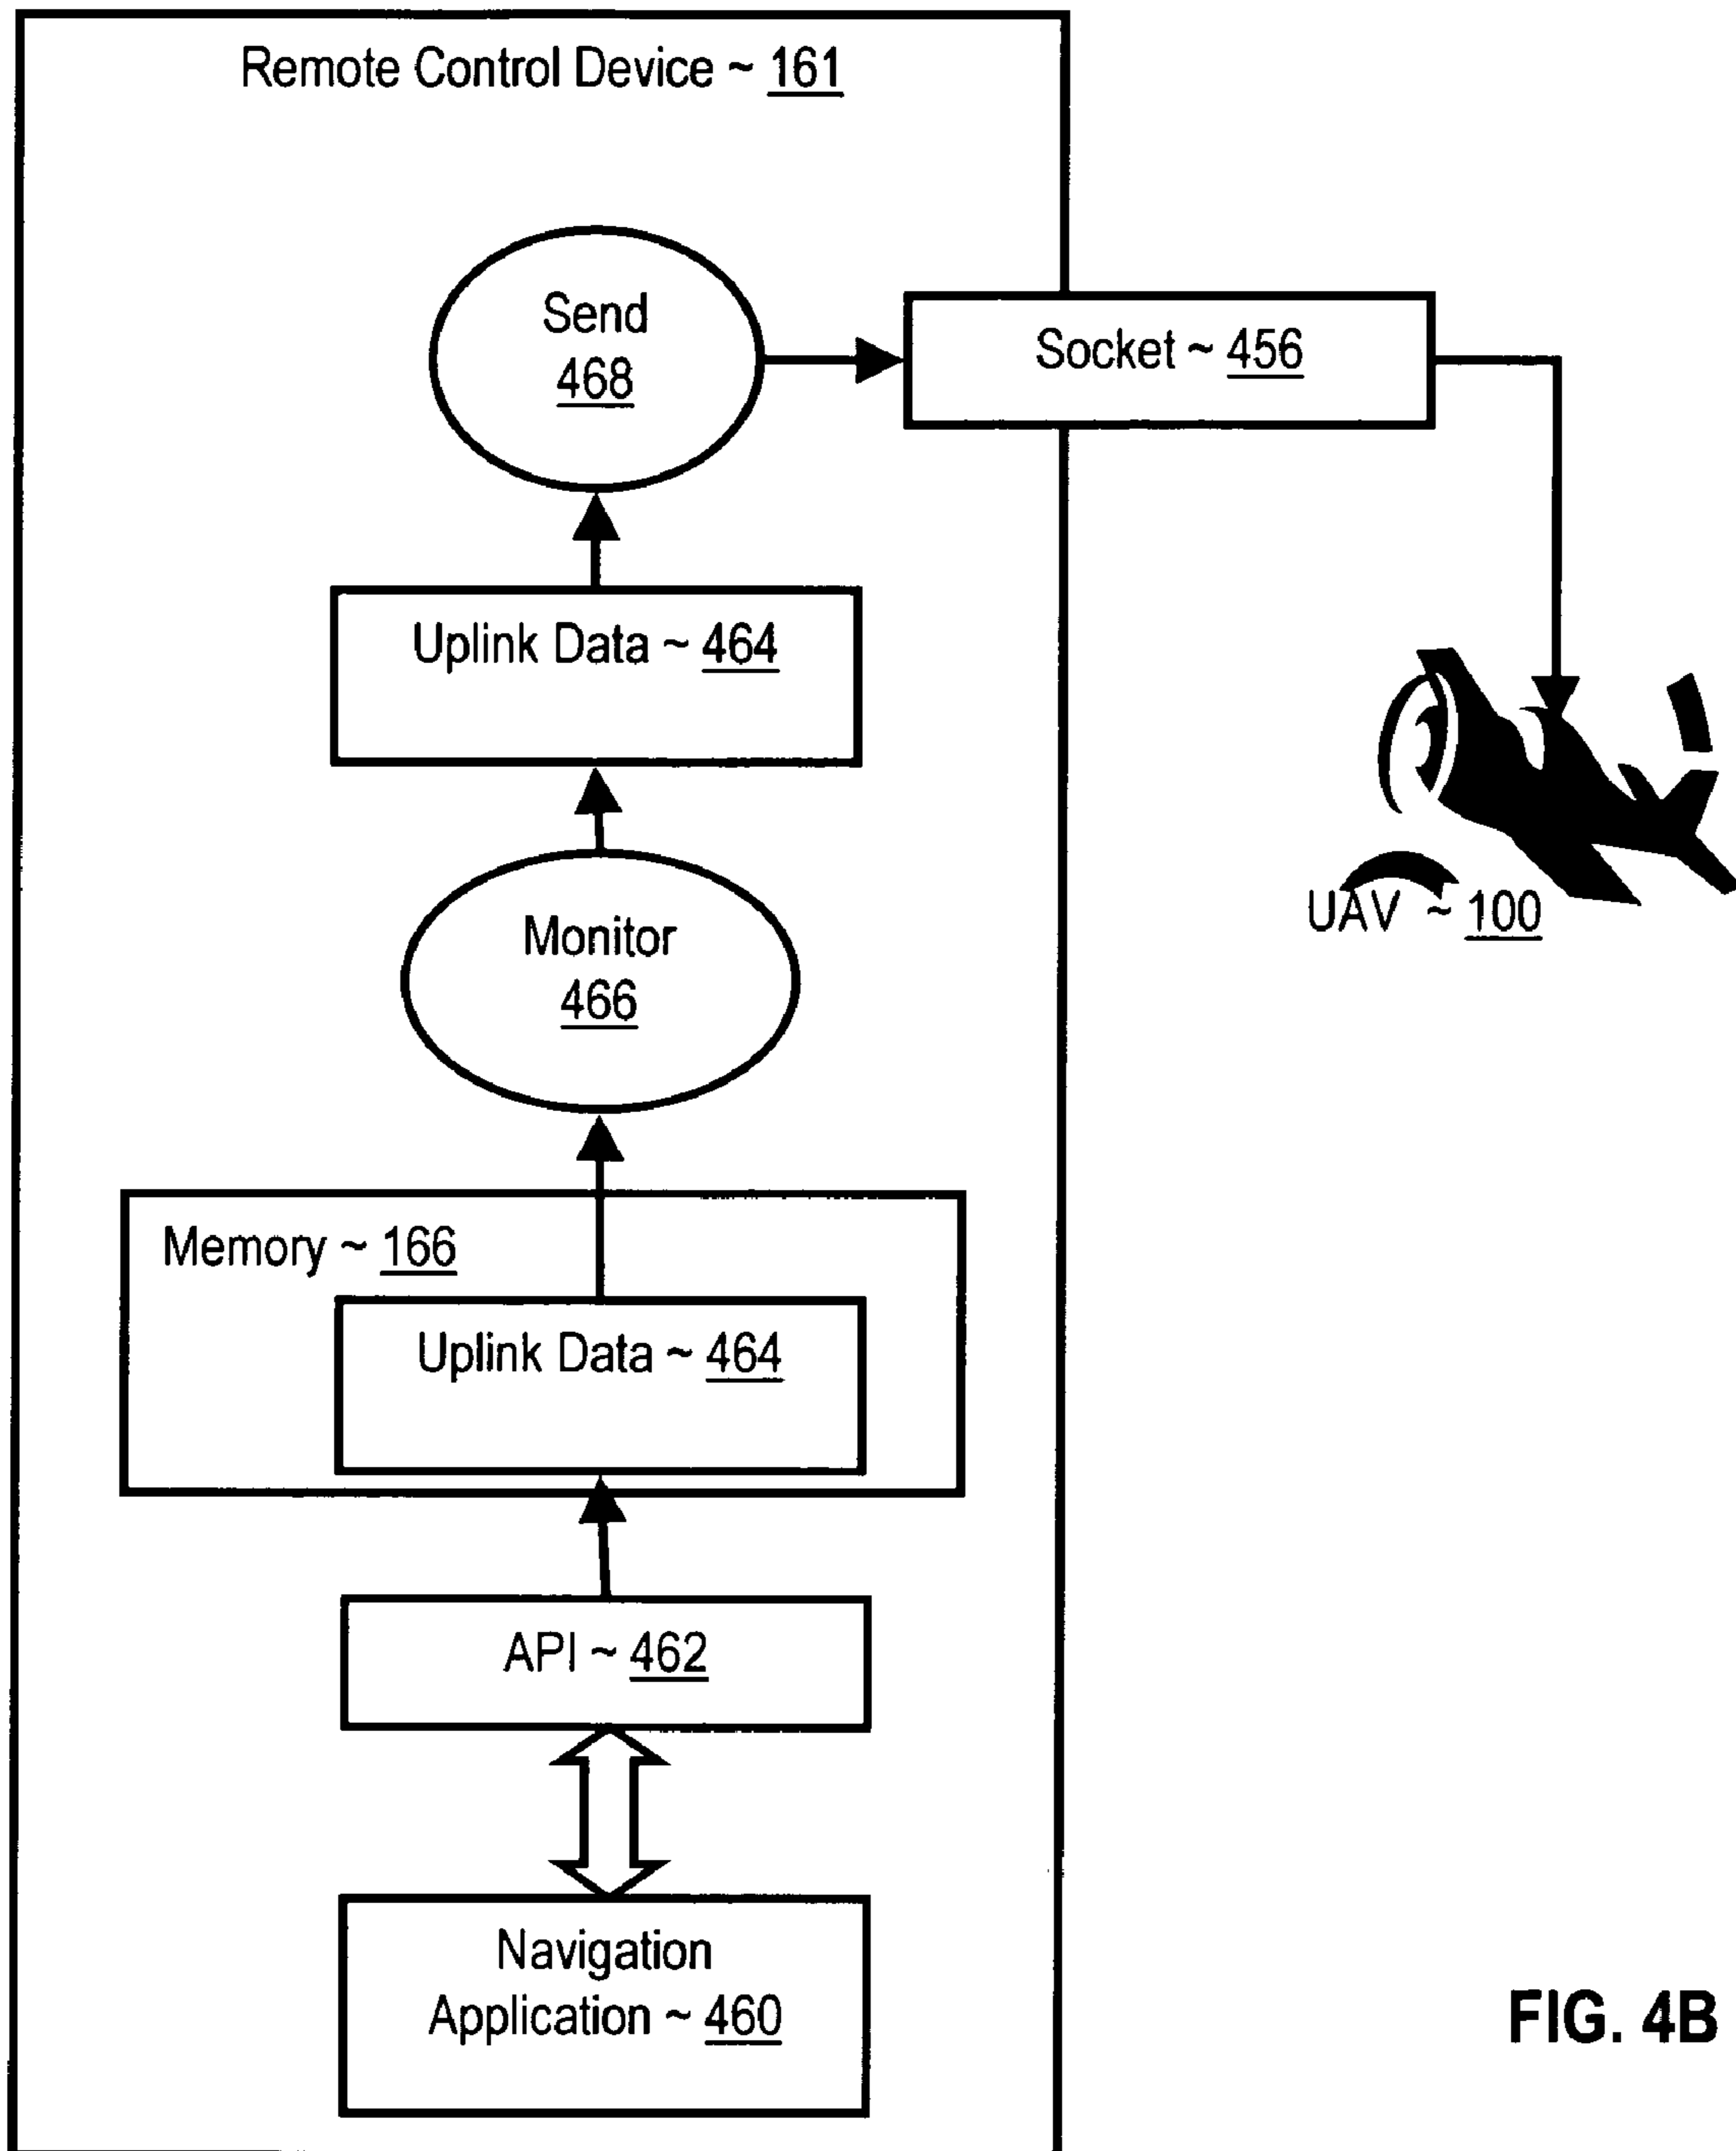 Remote Control Device ~ 161
Send
468
Socket ~ 456
Uplink Data ~ 464
Monitor
466
UAV ~ 100
Memory ~ 166
Uplink Data ~ 464
API ~ 462
Navigation
Application ~ 460
FIG. 4B